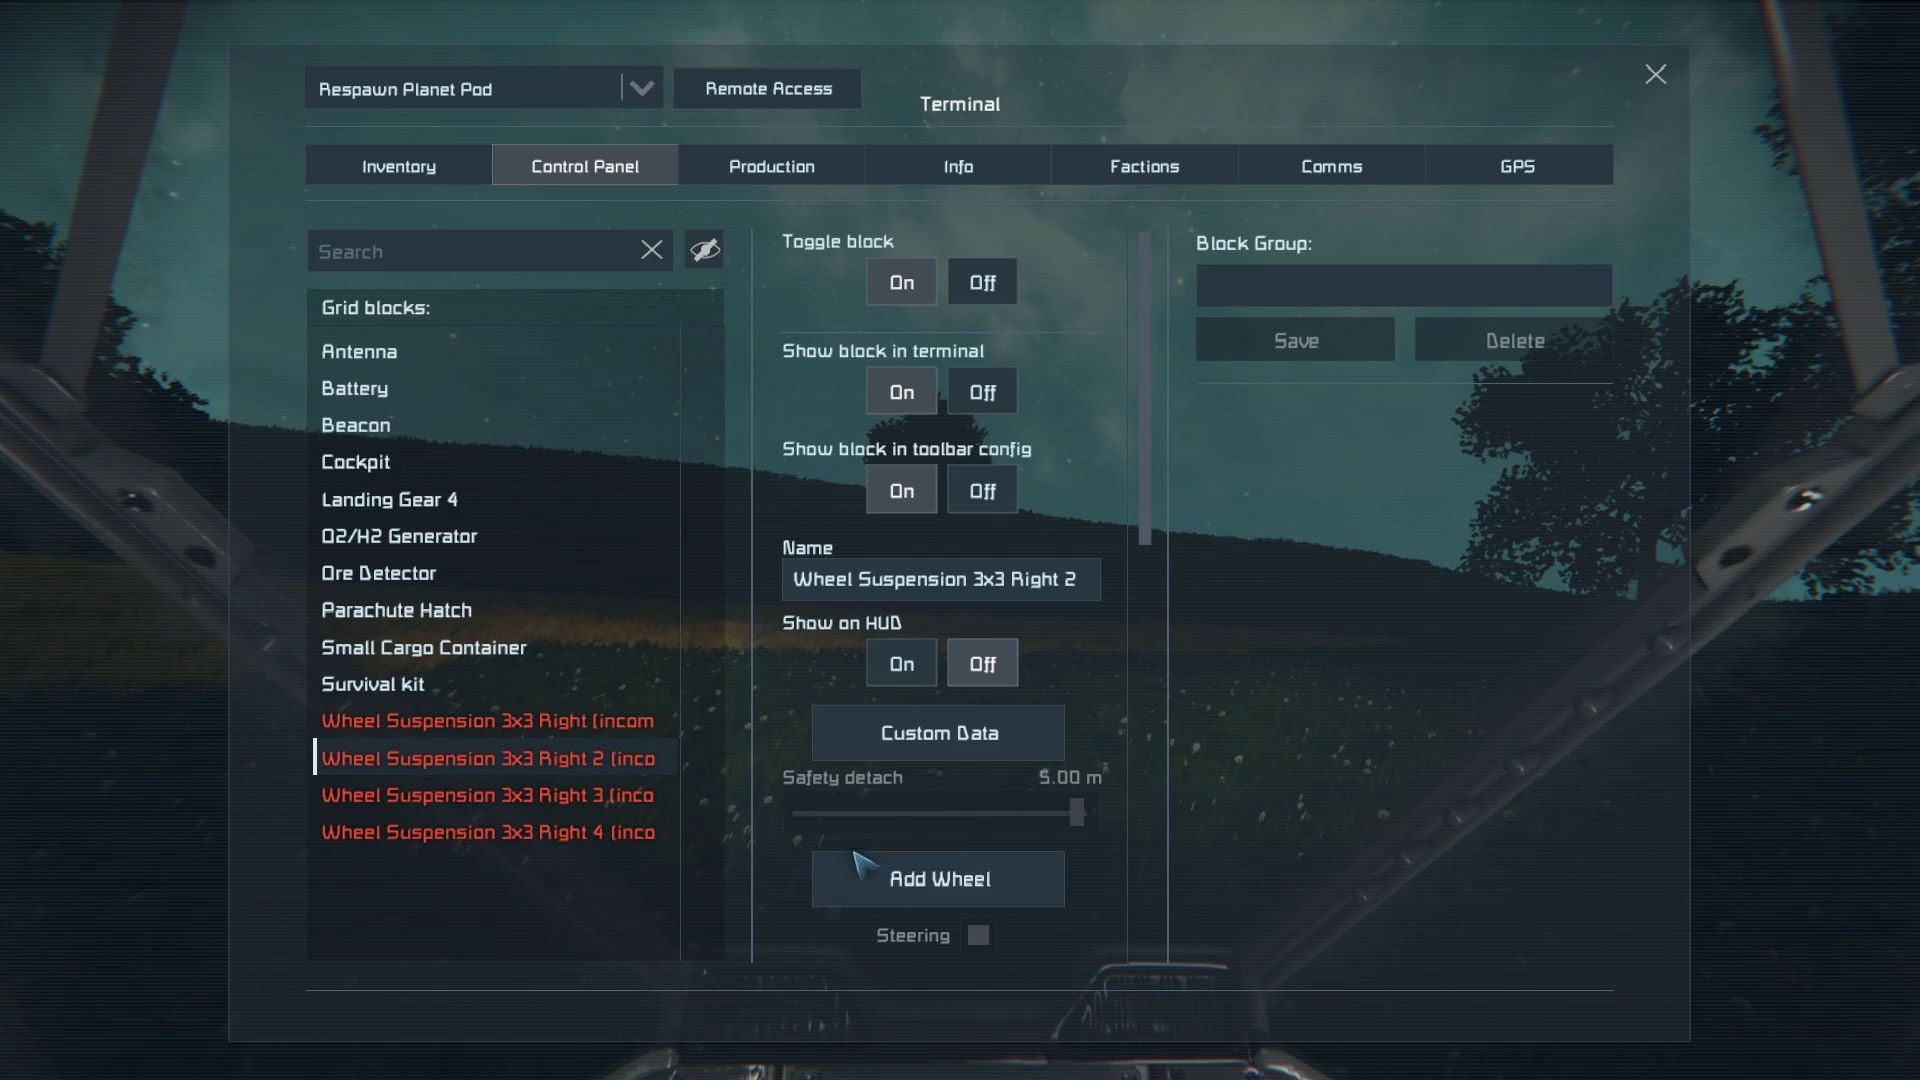 Respawn Planet Pod
Remote Access
Terminal
Inventory
Control Panel
Production
Info
Factions
Comms
GPS
Search
Grid blocks:
Antenna
Battery
Beacon
Cockpit
Landing Gear 4
O2/H2 Generator
Ore Detector
Parachute Hatch
Small Cargo Container
Survival kit
Wheel Suspension 3x3 Right (incom
Wheel Suspension 3x3 Right 2 (inco
Wheel Suspension 3x3 Right 3 (inco
Wheel Suspension 3x3 Right 4 (inco
Toggle block
On Off
Show block in terminal
On Off
Show block in toolbar config
On Off
Name
Wheel Suspension 3x3 Right 2
Show on HUD
On Off
Custom Data
Safety detach 5.00 m
Add Wheel
Steering
Block Group:
Save Delete